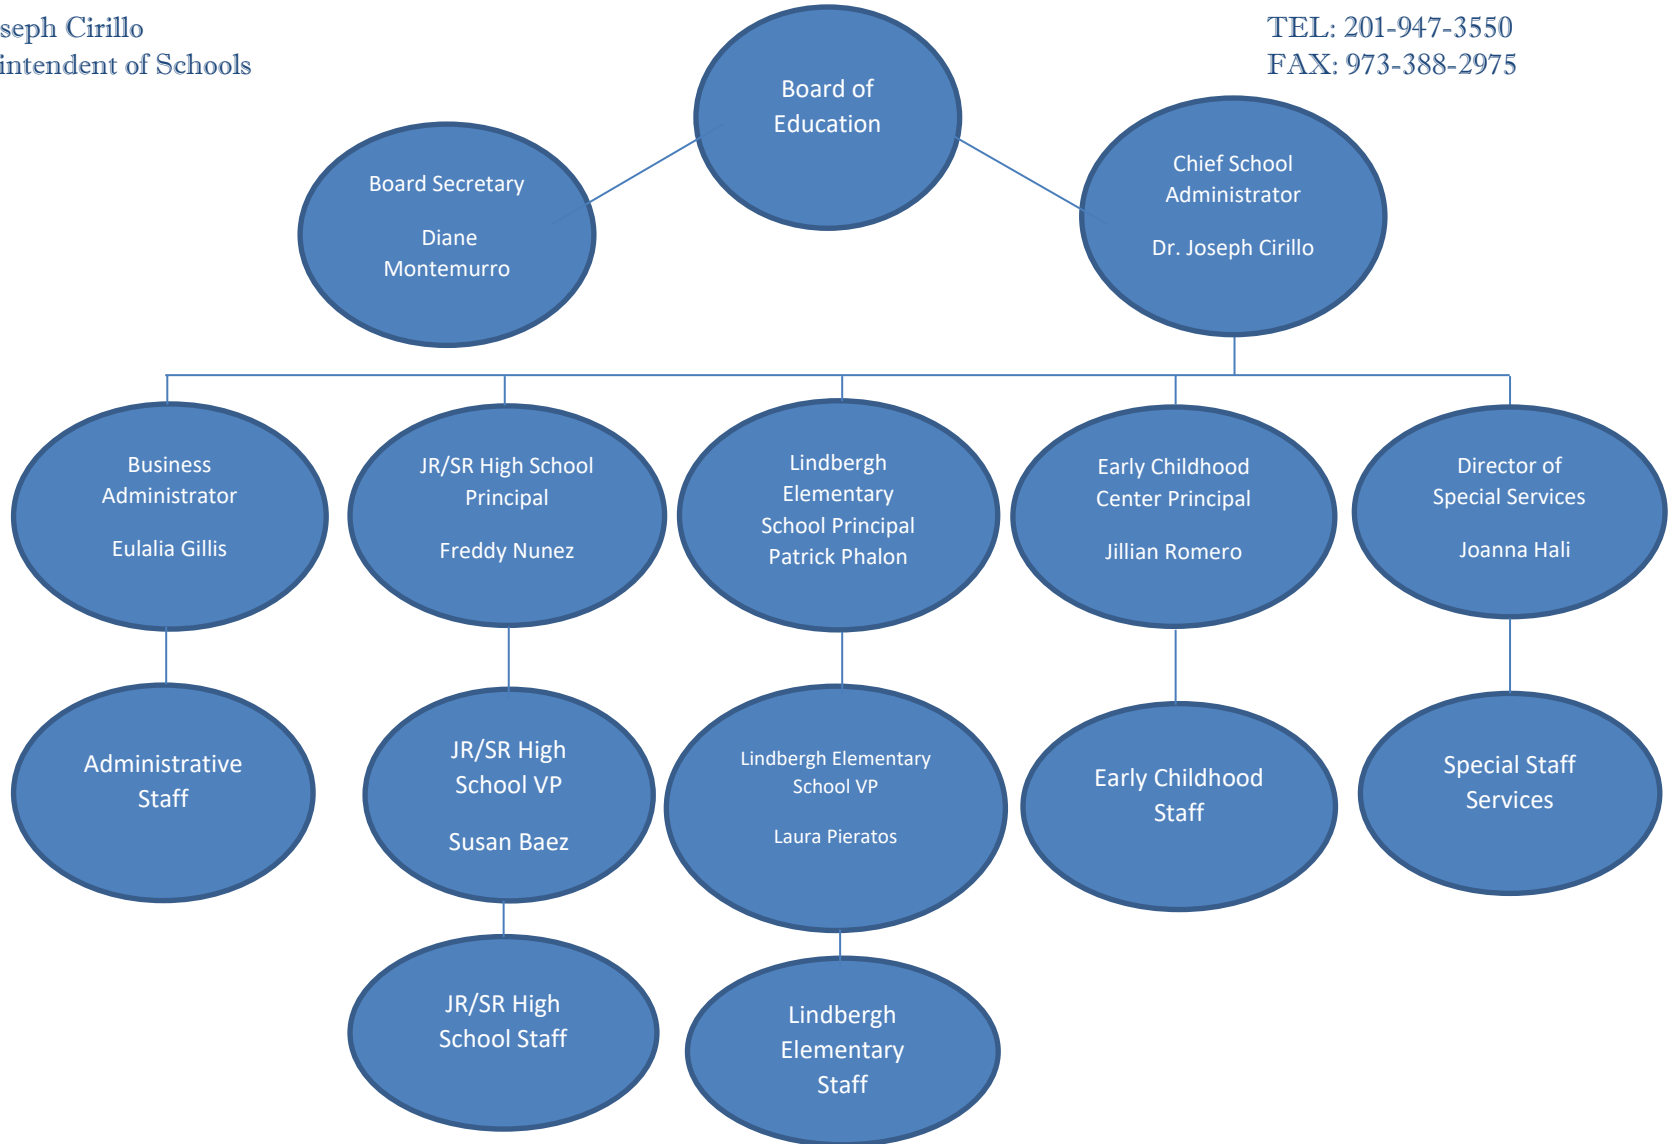 seph Cirillo
intendent of Schools
TEL: 201-947-3550
FAX: 973-388-2975
Board of
Education
Board Secretary
Diane
Montemurro
Chief School
Administrator
Dr. Joseph Cirillo
Business
Administrator
Eulalia Gillis
JR/SR High School
Principal
Freddy Nunez
Lindbergh
Elementary
School Principal
Patrick Phalon
Early Childhood
Center Principal
Jillian Romero
Director of
Special Services
Joanna Hali
Administrative
Staff
JR/SR High
School VP
Susan Baez
Lindbergh Elementary
School VP
Laura Pieratos
Early Childhood
Staff
Special Staff
Services
JR/SR High
School Staff
Lindbergh
Elementary
Staff